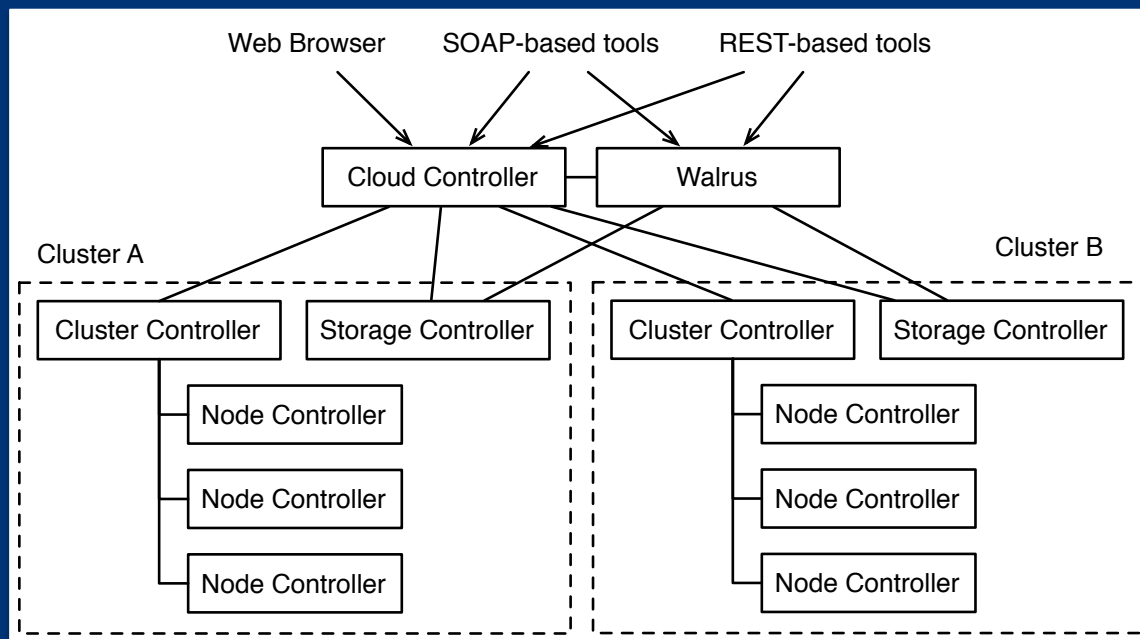 Web Browser
SOAP-based tools
REST-based tools
Cloud Controller
Walrus
Cluster A
Cluster B
Cluster Controller
Storage Controller
Cluster Controller
Storage Controller
Node Controller
Node Controller
Node Controller
Node Controller
Node Controller
Node Controller